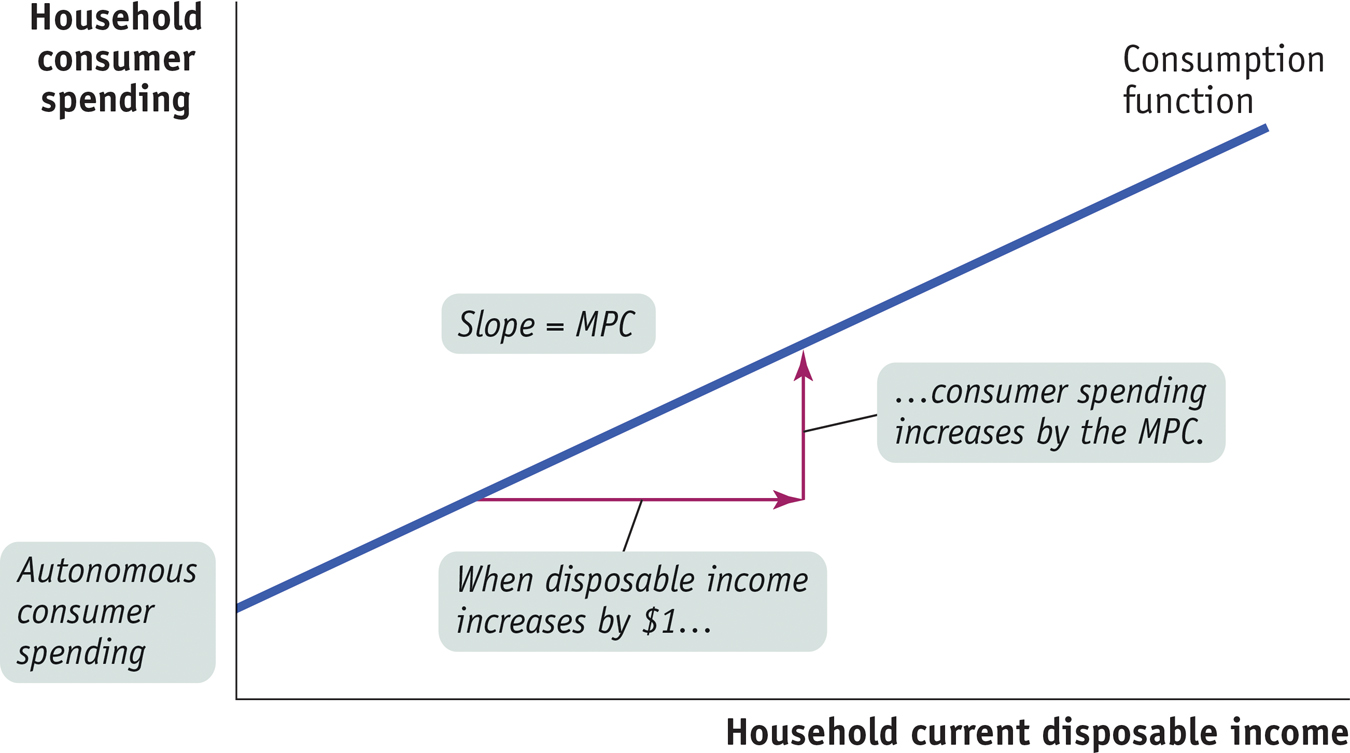 Household
consumer
spending
Consumption
function
Slope = MPC
...consumer spending
increases by the MPC.
Autonomous
consumer
spending
When disposable income
increases by $1...
Household current disposable income